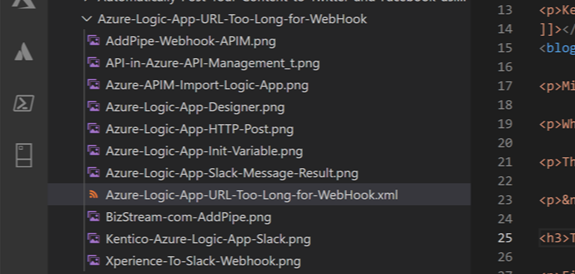 Azure-Logic-App-URL-Too-Long-for-WebHook
AddPipe-Webhook-APIM.png
API-in-Azure-API-Management_t.png
Azure-APIM-Import-Logic-App.png
Azure-Logic-App-Designer.png
Azure-Logic-App-HTTP-Post.png
Azure-Logic-App-Init-Variable.png
Azure-Logic-App-Slack-Message-Result.png
Azure-Logic-App-URL-Too-Long-for-WebHook.xml
BizStream-com-AddPipe.png
Kentico-Azure-Logic-App-Slack.png
Xperience-To-Slack-Webhook.png
13 <p>Ke
14 ]]></
15 <blog
16
17 <p>Mi
18
19 <p>Wh
20
21 <p>Th
22
23 <p>&n
24
25 <h3>T
26